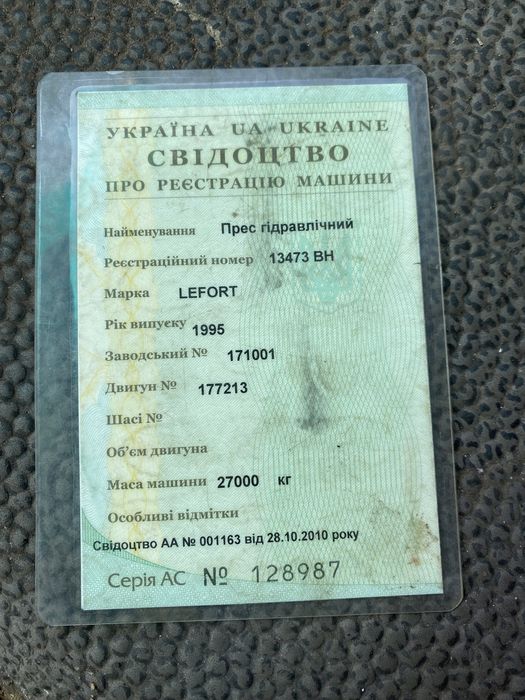 УКРАЇНА UA UKRAINE
СВІДОЦТВО
ПРО РЕЄСТРАЦІЮ МАШИНИ
Найменування Прес гідравлічний
Реєстраційний номер 13473 ВН
Марка LEFORT
Рік випуску 1995
Заводський № 171001
Двигун № 177213
Шасі №
Об'єм двигуна
Маса машини 27000 кг
Особливі відмітки
Свідоцтво АА № 001163 від 28.10.2010 року
Серія АС № 128987